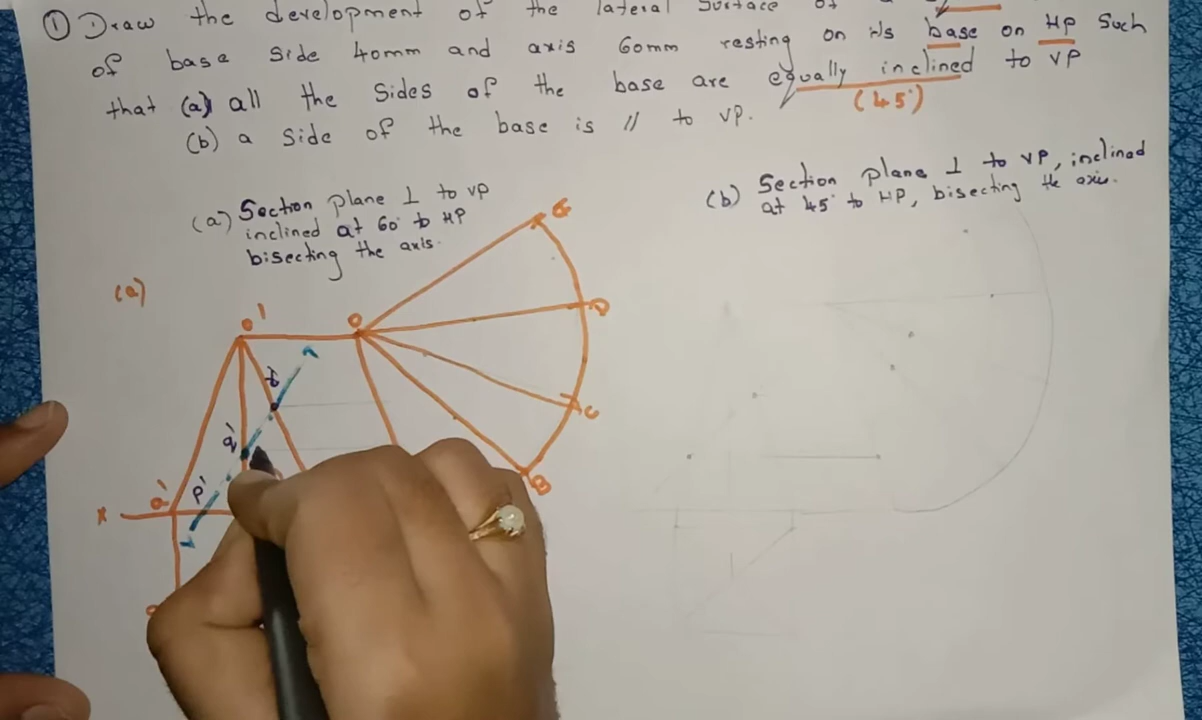 ① Draw the development of the lateral Surface of
of base side 40mm and axis 60mm resting on its base on HP Such
that (a) all the Sides of the base are equally inclined to VP
(45°)
(b) a Side of the base is // to VP.
(a) Section plane ⊥ to VP
inclined at 60° to HP
bisecting the axis.
(b) Section plane ⊥ to VP, inclined
at 45° to HP, bisecting the axis.
(a)
o'
O
D
C
B
q'
p'
a'
X